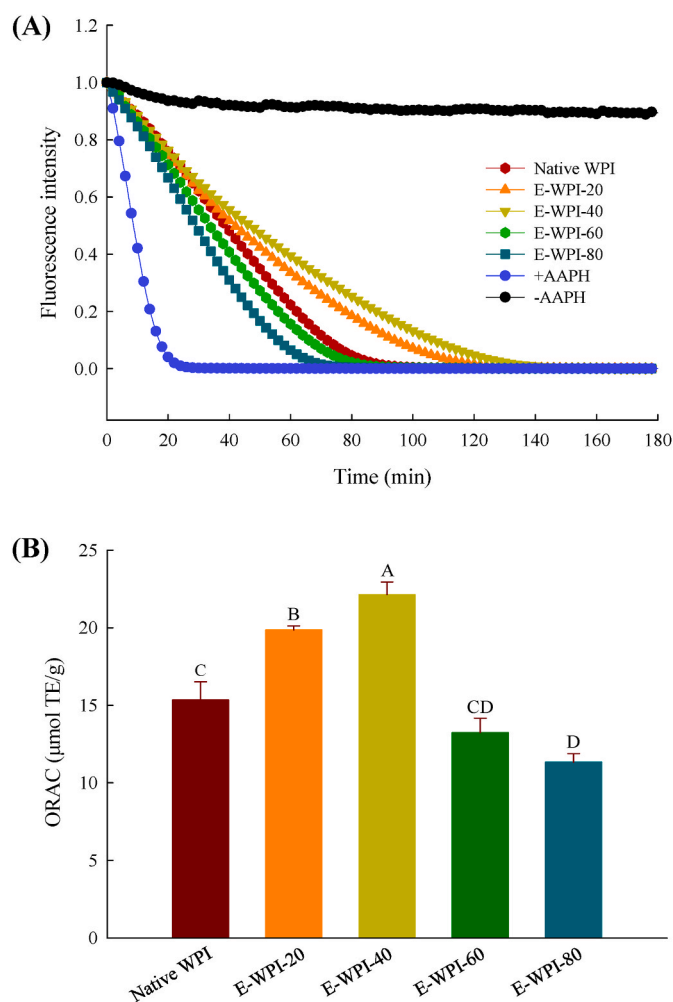 (A)
1.2
1.0
0.8
0.6
0.4
0.2
0.0
Fluorescence intensity
Native WPI
E-WPI-20
E-WPI-40
E-WPI-60
E-WPI-80
+AAPH
-AAPH
0 20 40 60 80 100 120 140 160 180
Time (min)
(B)
25
20
15
10
5
0
ORAC (μmol TE/g)
C
B
A
CD
D
Native WPI
E-WPI-20
E-WPI-40
E-WPI-60
E-WPI-80